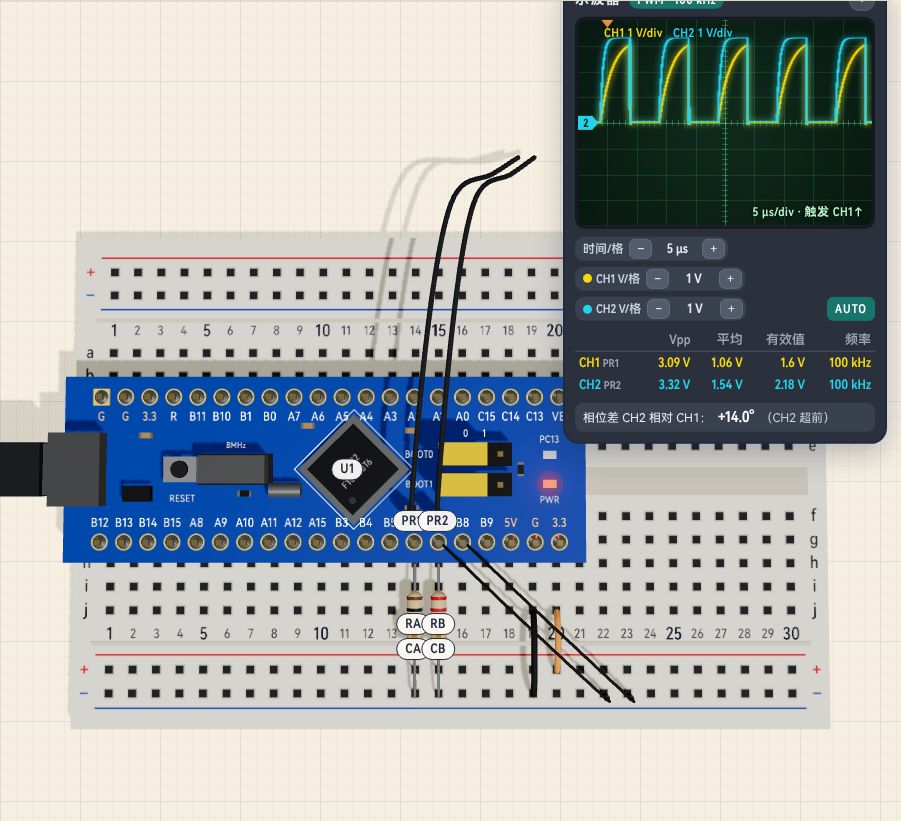 示波器 PWM · 100 kHz
CH1 1 V/div CH2 1 V/div
2
5 µs/div · 触发 CH1↑
时间/格 − 5 µs +
CH1 V/格 − 1 V +
CH2 V/格 − 1 V + AUTO
Vpp 平均 有效值 频率
CH1 PR1 3.09 V 1.06 V 1.6 V 100 kHz
CH2 PR2 3.32 V 1.54 V 2.18 V 100 kHz
相位差 CH2 相对 CH1: +14.0° （CH2 超前）
+
−
1 2 3 4 5 6 7 8 9 10 11 12 13 14 15 16 17 18 19 20
a
b
G G 3.3 R B11 B10 B1 B0 A7 A6 A5 A4 A3 A0 C15 C14 C13
0 1
8MHz
PC13
BOOT0
U1
BOOT1
RESET
PWR
e
PR2
B12 B13 B14 B15 A8 A9 A10 A11 A12 A15 B3 B4 B8 B9 5V G 3.3
f
g
h h
i i
j j
RA RB
1 2 3 4 5 6 7 8 9 10 11 12 13 16 17 18 20 21 22 23 24 25 26 27 28 29 30
CA CB
+ +
− −